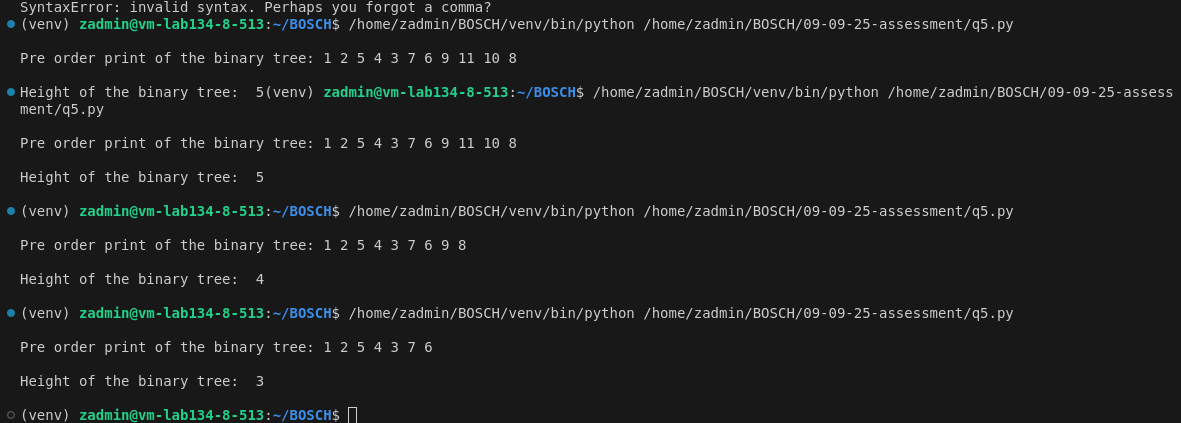 SyntaxError: invalid syntax. Perhaps you forgot a comma?
(venv) zadmin@vm-lab134-8-513:~/BOSCH$ /home/zadmin/BOSCH/venv/bin/python /home/zadmin/BOSCH/09-09-25-assessment/q5.py
Pre order print of the binary tree: 1 2 5 4 3 7 6 9 11 10 8
Height of the binary tree:  5(venv) zadmin@vm-lab134-8-513:~/BOSCH$ /home/zadmin/BOSCH/venv/bin/python /home/zadmin/BOSCH/09-09-25-assess
ment/q5.py
Pre order print of the binary tree: 1 2 5 4 3 7 6 9 11 10 8
Height of the binary tree:  5
(venv) zadmin@vm-lab134-8-513:~/BOSCH$ /home/zadmin/BOSCH/venv/bin/python /home/zadmin/BOSCH/09-09-25-assessment/q5.py
Pre order print of the binary tree: 1 2 5 4 3 7 6 9 8
Height of the binary tree:  4
(venv) zadmin@vm-lab134-8-513:~/BOSCH$ /home/zadmin/BOSCH/venv/bin/python /home/zadmin/BOSCH/09-09-25-assessment/q5.py
Pre order print of the binary tree: 1 2 5 4 3 7 6
Height of the binary tree:  3
(venv) zadmin@vm-lab134-8-513:~/BOSCH$